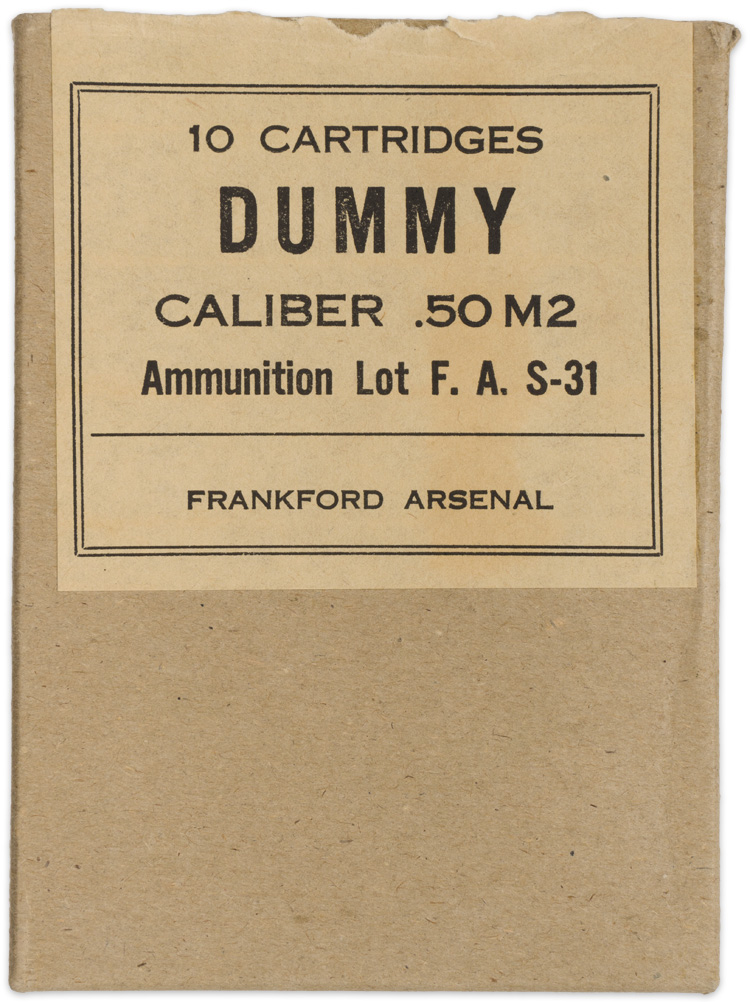 10 CARTRIDGES
DUMMY
CALIBER .50 M2
Ammunition Lot F. A. S-31
FRANKFORD ARSENAL